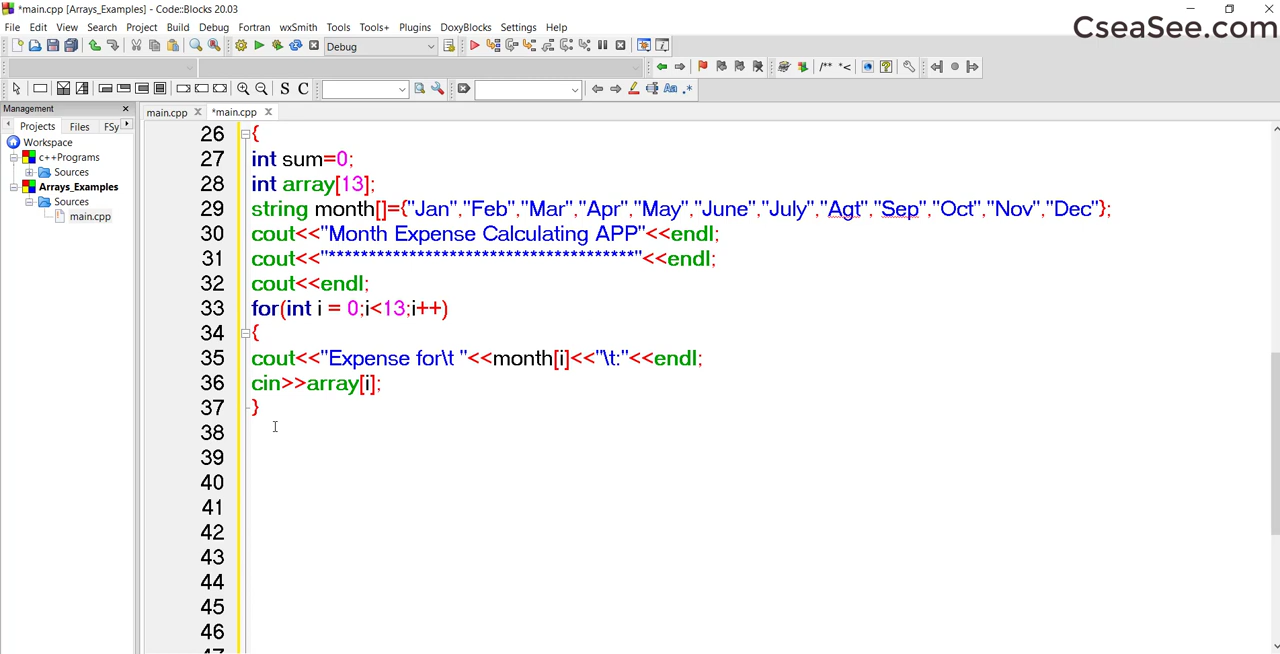 *main.cpp [Arrays_Examples] - Code::Blocks 20.03
CseaSee.com
File Edit View Search Project Build Debug Fortran wxSmith Tools Tools+ Plugins DoxyBlocks Settings Help
Debug
/** *<
S C
Aa .*
Management
main.cpp *main.cpp
Projects Files FSy
Workspace
c++Programs
Sources
Arrays_Examples
Sources
main.cpp
26 {
27 int sum=0;
28 int array[13];
29 string month[]={"Jan","Feb","Mar","Apr","May","June","July","Agt","Sep","Oct","Nov","Dec"};
30 cout<<"Month Expense Calculating APP"<<endl;
31 cout<<"**************************************"<<endl;
32 cout<<endl;
33 for(int i = 0;i<13;i++)
34 {
35 cout<<"Expense for\t "<<month[i]<<"\t:"<<endl;
36 cin>>array[i];
37 }
38
39
40
41
42
43
44
45
46
47